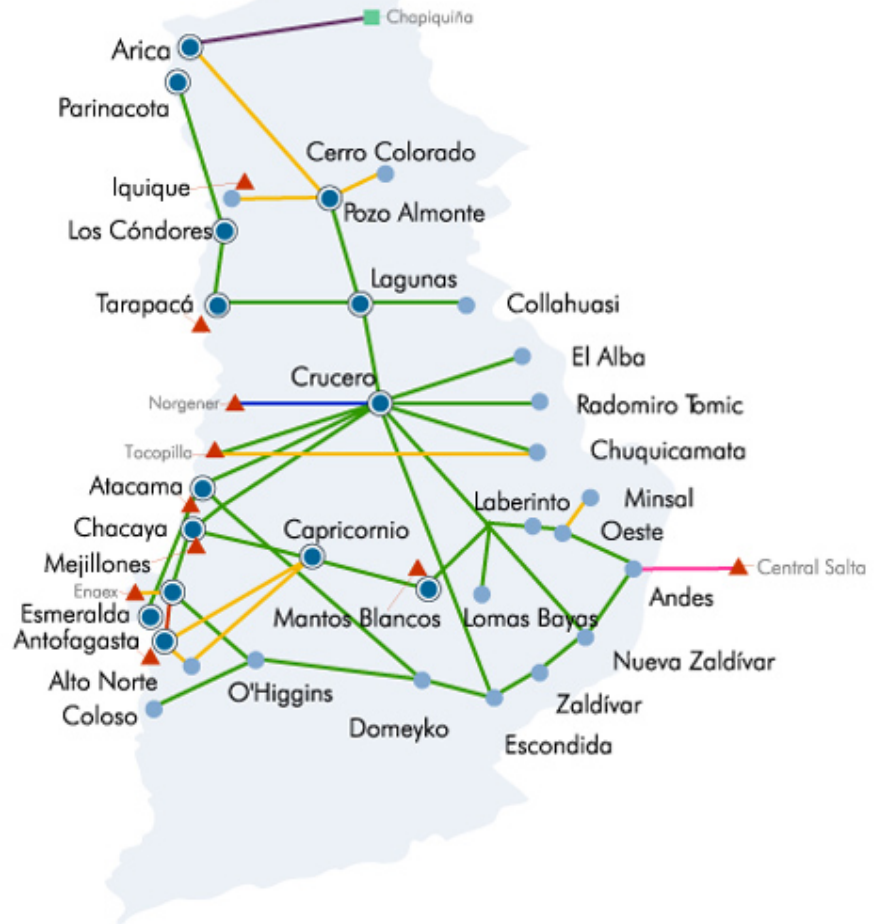 Chapiquiña
Arica
Parinacota
Cerro Colorado
Iquique
Pozo Almonte
Los Cóndores
Lagunas
Tarapacá
Collahuasi
El Alba
Crucero
Norgener
Radomiro Tomic
Tocopilla
Chuquicamata
Atacama
Laberinto
Minsal
Chacaya
Capricornio
Oeste
Mejillones
Central Salta
Enaex
Andes
Esmeralda
Mantos Blancos
Lomas Bayas
Antofagasta
Nueva Zaldívar
Alto Norte
O'Higgins
Zaldívar
Coloso
Domeyko
Escondida